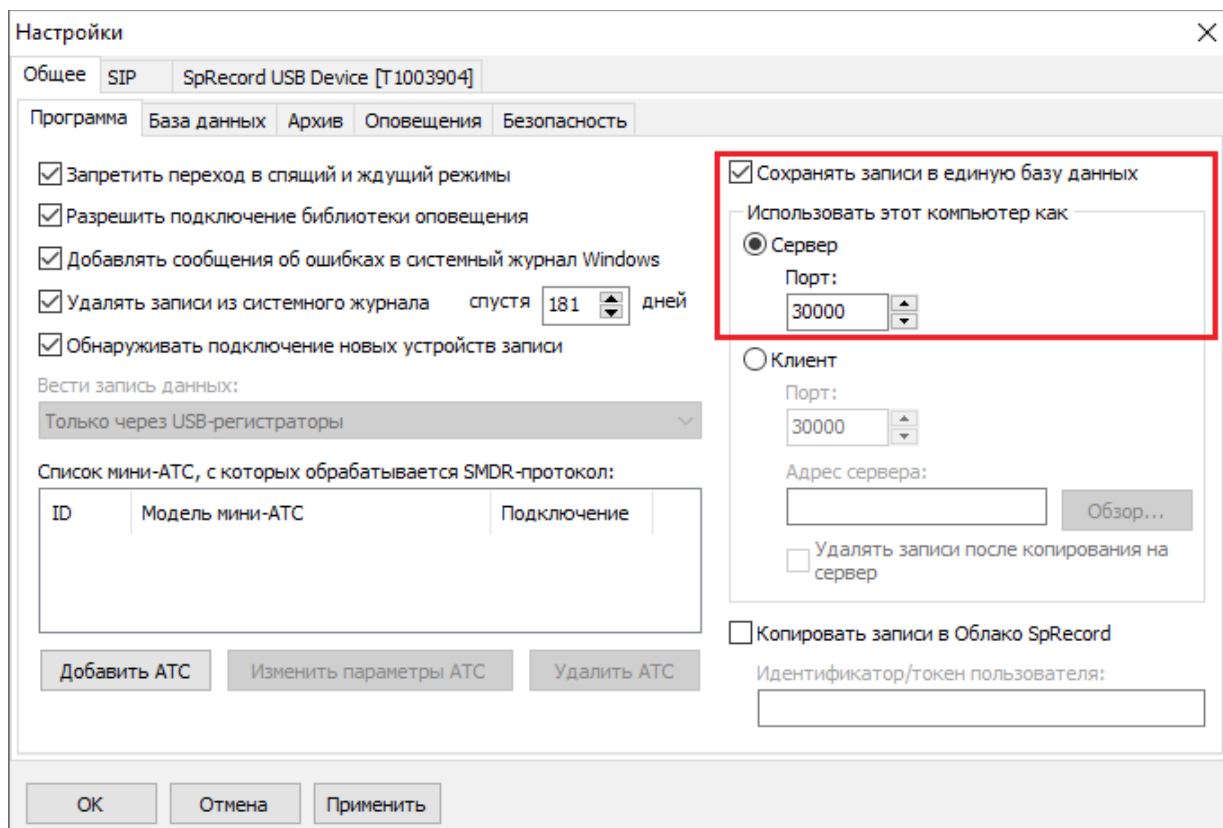 Настройки
Общее SIP SpRecord USB Device [T1003904]
Программа База данных Архив Оповещения Безопасность
Запретить переход в спящий и ждущий режимы
Разрешить подключение библиотеки оповещения
Добавлять сообщения об ошибках в системный журнал Windows
Удалять записи из системного журнала спустя 181 дней
Обнаруживать подключение новых устройств записи
Вести запись данных:
Только через USB-регистраторы
Список мини-АТС, с которых обрабатывается SMDR-протокол:
ID Модель мини-АТС Подключение
Добавить АТС Изменить параметры АТС Удалить АТС
Сохранять записи в единую базу данных
Использовать этот компьютер как
Сервер
Порт:
30000
Клиент
Порт:
30000
Адрес сервера:
Обзор...
Удалять записи после копирования на
сервер
Копировать записи в Облако SpRecord
Идентификатор/токен пользователя:
OK Отмена Применить